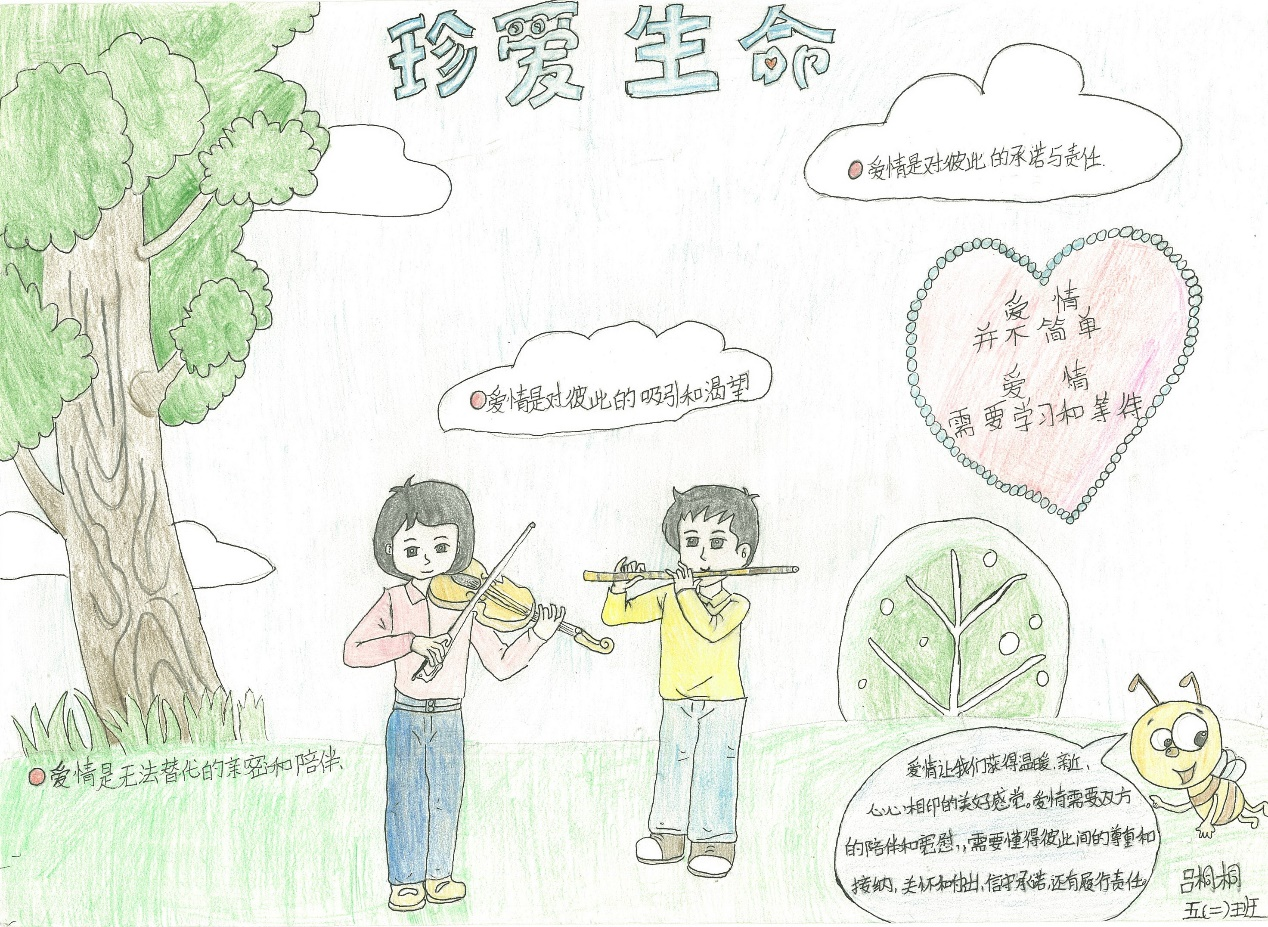 珍爱生命
爱情是对彼此的承诺与责任.
爱情
并不简单
爱情
需要学习和等待
爱情是对彼此的吸引和渴望
爱情是无法替代的亲密和陪伴.
爱情让我们获得温暖、亲近、
心心相印的美好感觉。爱情需要双方
的陪伴和宽慰,,需要懂得彼此间的尊重和
接纳,关怀和付出,信守承诺,还有履行责任。
吕桐桐
五(二)班